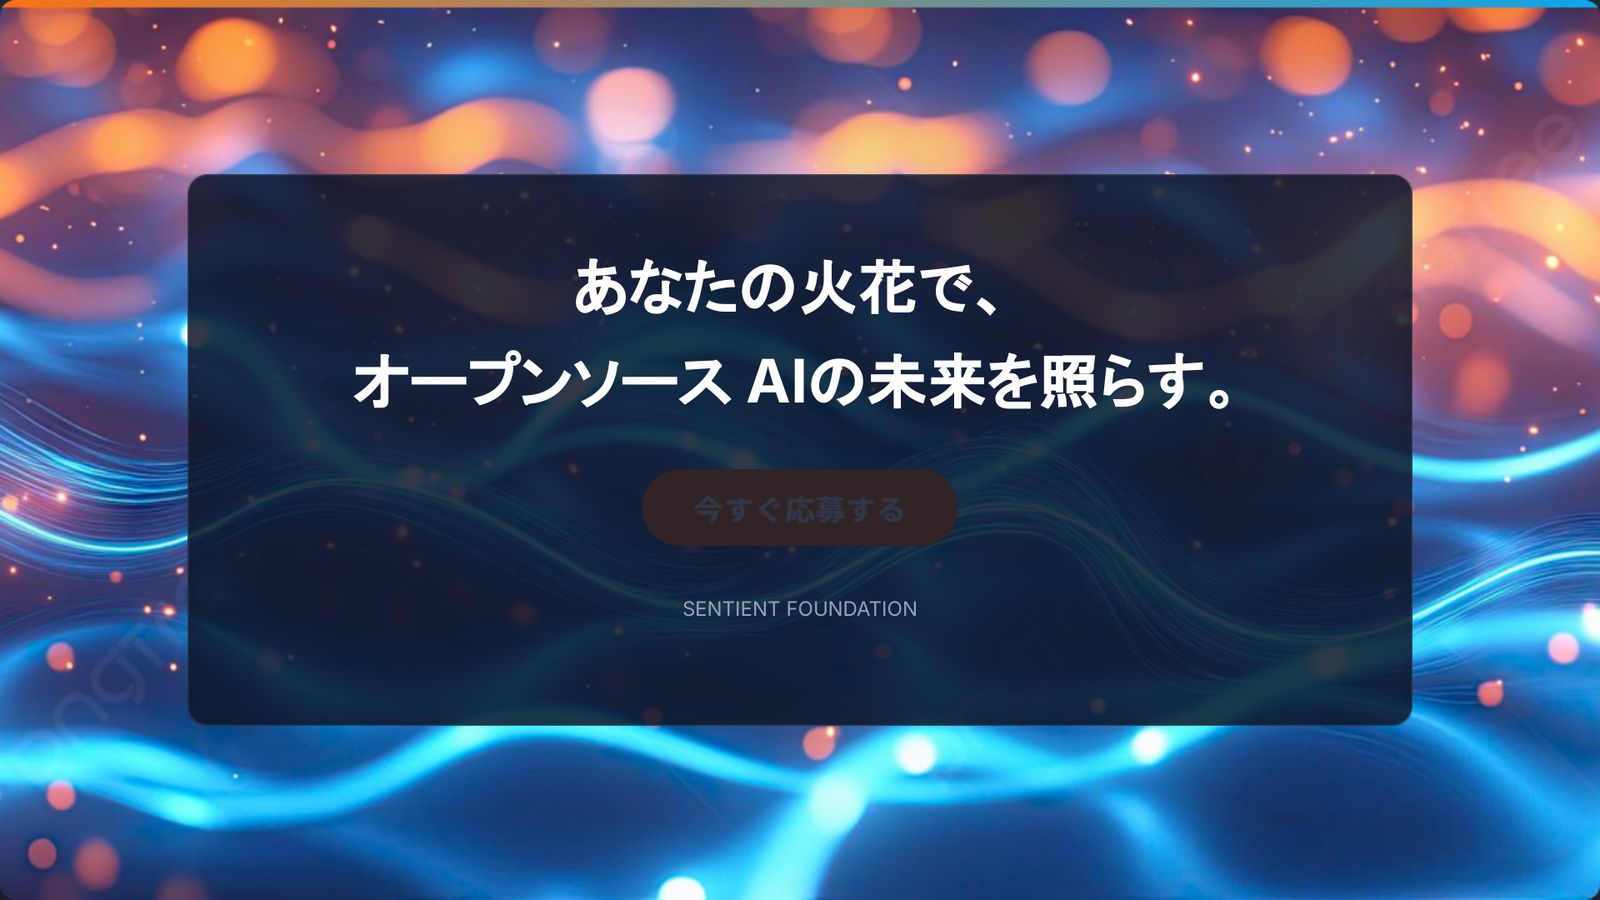 あなたの火花で、
オープンソース AIの未来を照らす。
今すぐ応募する
SENTIENT FOUNDATION